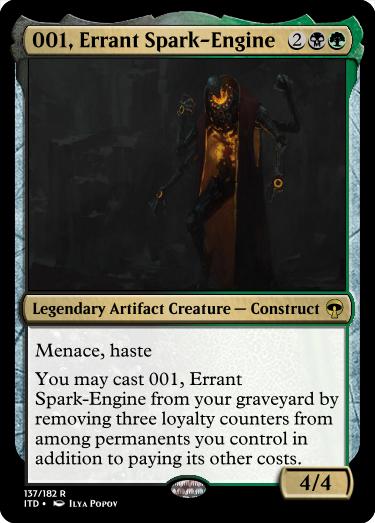 001, Errant Spark-Engine 2
Legendary Artifact Creature — Construct
Menace, haste
You may cast 001, Errant
Spark-Engine from your graveyard by
removing three loyalty counters from
among permanents you control in
addition to paying its other costs.
4/4
137/182 R
ITD • Ilya Popov